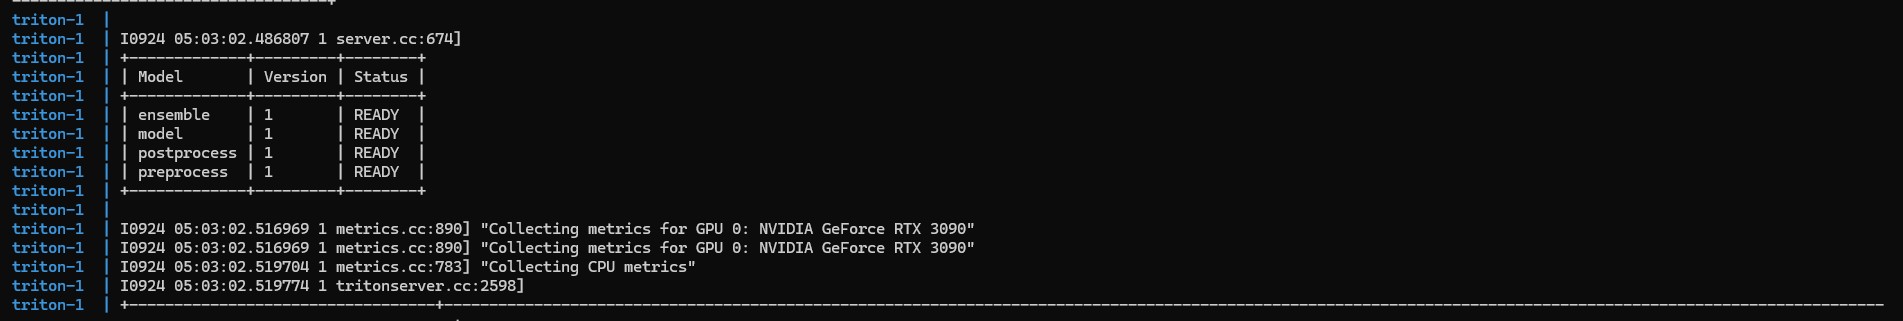 ---------------------------------+
triton-1  |
triton-1  | I0924 05:03:02.486807 1 server.cc:674]
triton-1  | +-------------+---------+--------+
triton-1  | | Model       | Version | Status |
triton-1  | +-------------+---------+--------+
triton-1  | | ensemble    | 1       | READY  |
triton-1  | | model       | 1       | READY  |
triton-1  | | postprocess | 1       | READY  |
triton-1  | | preprocess  | 1       | READY  |
triton-1  | +-------------+---------+--------+
triton-1  |
triton-1  | I0924 05:03:02.516969 1 metrics.cc:890] "Collecting metrics for GPU 0: NVIDIA GeForce RTX 3090"
triton-1  | I0924 05:03:02.516969 1 metrics.cc:890] "Collecting metrics for GPU 0: NVIDIA GeForce RTX 3090"
triton-1  | I0924 05:03:02.519704 1 metrics.cc:783] "Collecting CPU metrics"
triton-1  | I0924 05:03:02.519774 1 tritonserver.cc:2598]
triton-1  | +----------------------------------+----------------------------------------------------------------------------------------------------------------------------------------------------------------